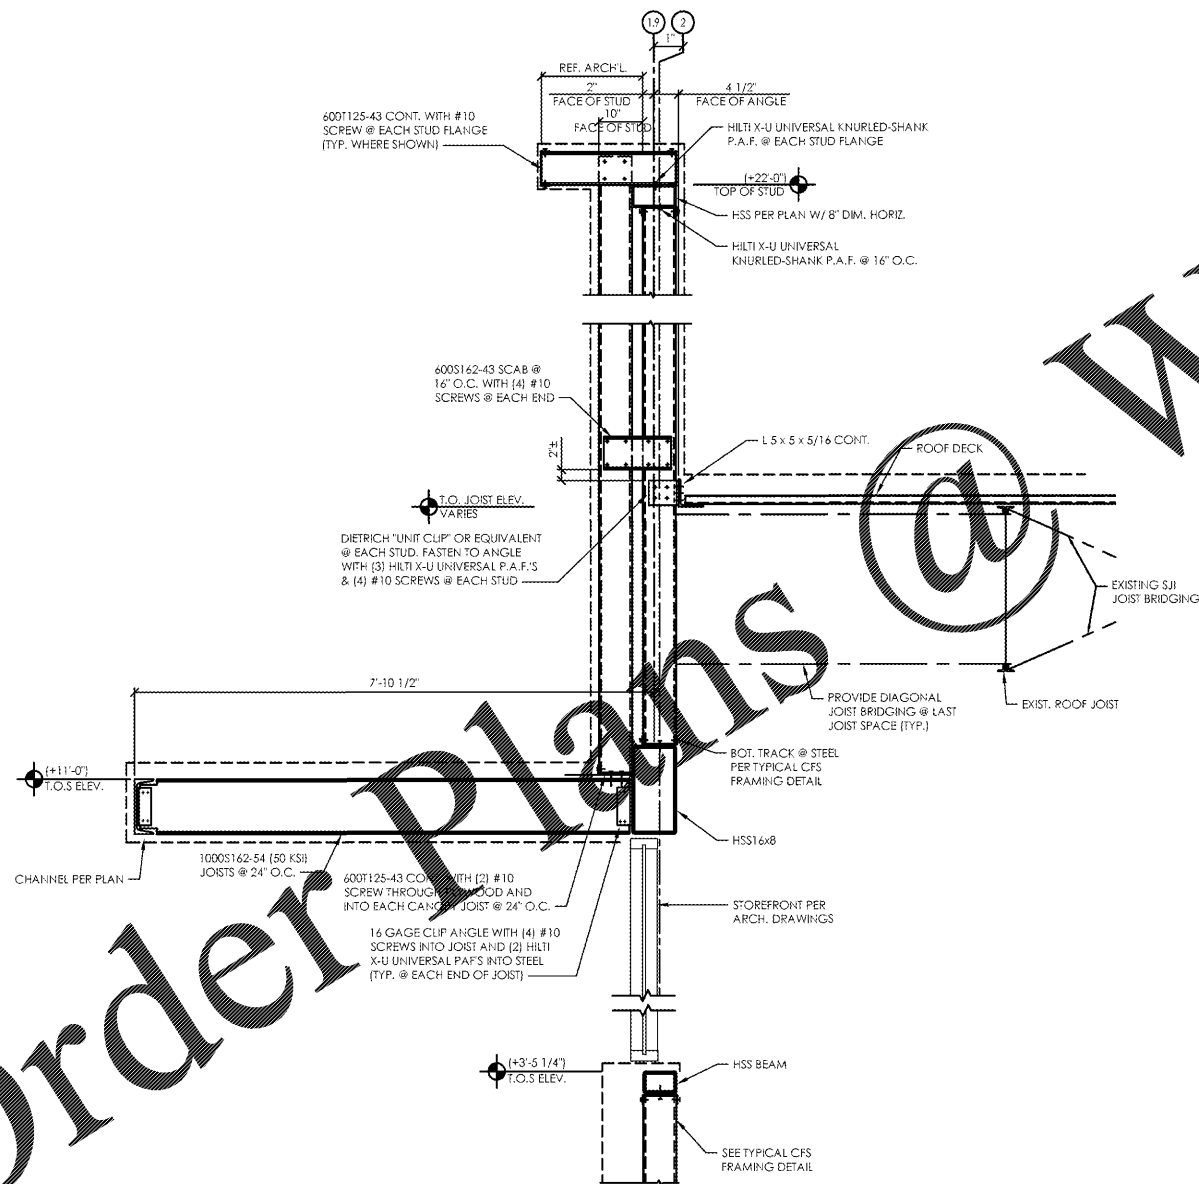 1.9
2
1"
REF. ARCH'L.
2"
FACE OF STUD
10"
FACE OF STUD
4 1/2"
FACE OF ANGLE
600T125-43 CONT. WITH #10
SCREW @ EACH STUD FLANGE
(TYP. WHERE SHOWN)
HILTI X-U UNIVERSAL KNURLED-SHANK
P.A.F. @ EACH STUD FLANGE
(+22'-0")
TOP OF STUD
HSS PER PLAN W/ 8" DIM. HORIZ.
HILTI X-U UNIVERSAL
KNURLED-SHANK P.A.F. @ 16" O.C.
600S162-43 SCAB @
16" O.C. WITH (4) #10
SCREWS @ EACH END
2"±
L 5 x 5 x 5/16 CONT.
ROOF DECK
T.O. JOIST ELEV.
VARIES
DIETRICH "UNIT CLIP" OR EQUIVALENT
@ EACH STUD. FASTEN TO ANGLE
WITH (3) HILTI X-U UNIVERSAL P.A.F.'S
& (4) #10 SCREWS @ EACH STUD
EXISTING SJI
JOIST BRIDGING
7'-10 1/2"
PROVIDE DIAGONAL
JOIST BRIDGING @ LAST
JOIST SPACE (TYP.)
EXIST. ROOF JOIST
BOT. TRACK @ STEEL
PER TYPICAL CFS
FRAMING DETAIL
(+11'-0")
T.O.S ELEV.
HSS16x8
CHANNEL PER PLAN
1000S162-54 (50 KSI)
JOISTS @ 24" O.C.
600T125-43 CONT. WITH (2) #10
SCREW THROUGH PLYWOOD AND
INTO EACH CANOPY JOIST @ 24" O.C.
16 GAGE CLIP ANGLE WITH (4) #10
SCREWS INTO JOIST AND (2) HILTI
X-U UNIVERSAL PAF'S INTO STEEL
(TYP. @ EACH END OF JOIST)
STOREFRONT PER
ARCH. DRAWINGS
(+3'-5 1/4")
T.O.S ELEV.
HSS BEAM
SEE TYPICAL CFS
FRAMING DETAIL
Order Plans @ w